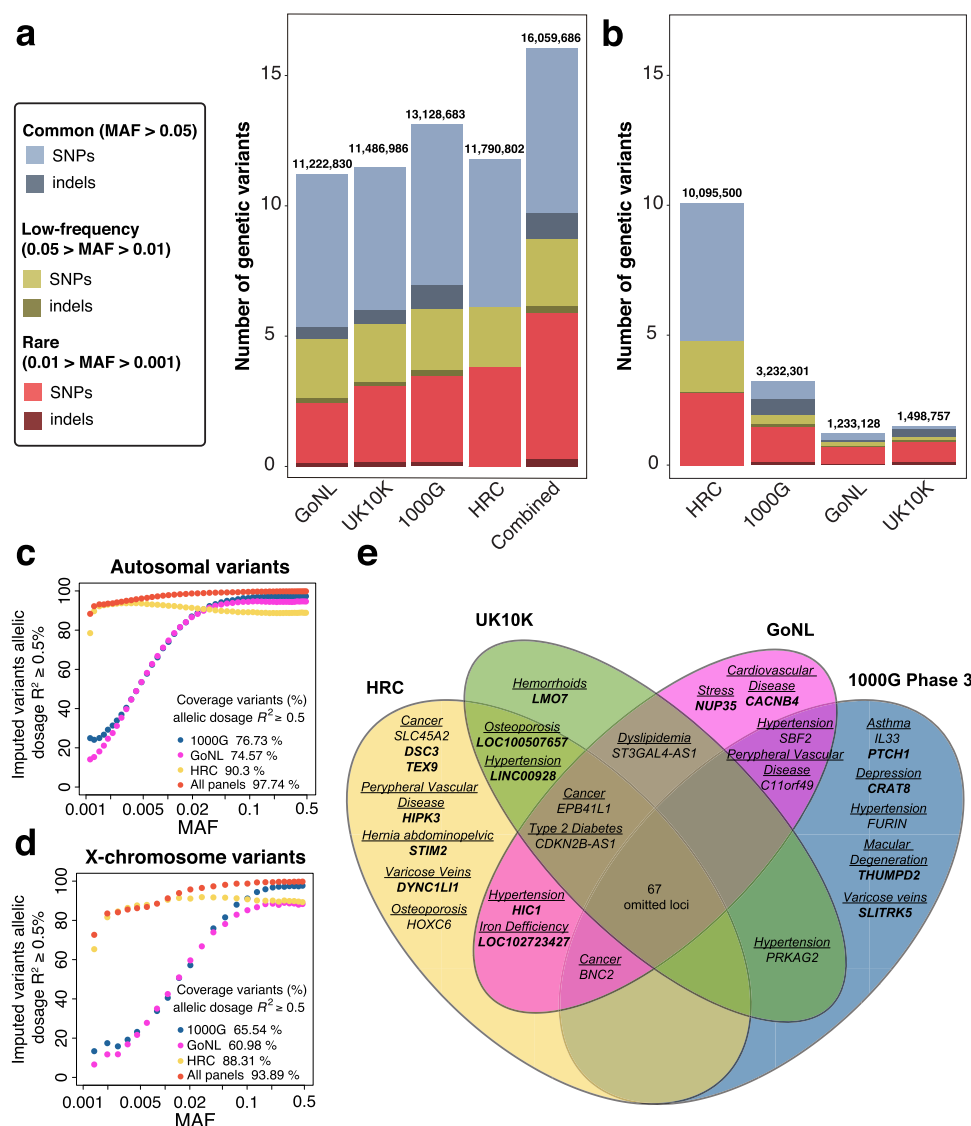 a
Common (MAF > 0.05)
SNPs
indels
Low-frequency
(0.05 > MAF > 0.01)
SNPs
indels
Rare
(0.01 > MAF > 0.001)
SNPs
indels
Number of genetic variants
15
10
5
0
11,222,830
11,486,986
13,128,683
11,790,802
16,059,686
GoNL
UK10K
1000G
HRC
Combined
b
Number of genetic variants
15
10
5
0
10,095,500
3,232,301
1,233,128
1,498,757
HRC
1000G
GoNL
UK10K
c
Autosomal variants
Imputed variants allelic
dosage R² ≥ 0.5%
100
80
60
40
20
0
Coverage variants (%)
allelic dosage R² ≥ 0.5
1000G 76.73 %
GoNL 74.57 %
HRC 90.3 %
All panels 97.74 %
0.001
0.005
0.02
0.1
0.5
MAF
d
X-chromosome variants
Imputed variants allelic
dosage R² ≥ 0.5%
100
80
60
40
20
0
Coverage variants (%)
allelic dosage R² ≥ 0.5
1000G 65.54 %
GoNL 60.98 %
HRC 88.31 %
All panels 93.89 %
0.001
0.005
0.02
0.1
0.5
MAF
e
HRC
UK10K
GoNL
1000G Phase 3
Cancer
SLC45A2
DSC3
TEX9
Perypheral Vascular
Disease
HIPK3
Hernia abdominopelvic
STIM2
Varicose Veins
DYNC1LI1
Osteoporosis
HOXC6
Hemorrhoids
LMO7
Osteoporosis
LOC100507657
Hypertension
LINC00928
Dyslipidemia
ST3GAL4-AS1
Cancer
EPB41L1
Type 2 Diabetes
CDKN2B-AS1
67
omitted loci
Hypertension
HIC1
Iron Defficiency
LOC102723427
Cancer
BNC2
Stress
NUP35
Cardiovascular
Disease
CACNB4
Hypertension
SBF2
Peripheral Vascular
Disease
C11orf49
Hypertension
PRKAG2
Asthma
IL33
PTCH1
Depression
CRAT8
Hypertension
FURIN
Macular
Degeneration
THUMPD2
Varicose veins
SLITRK5